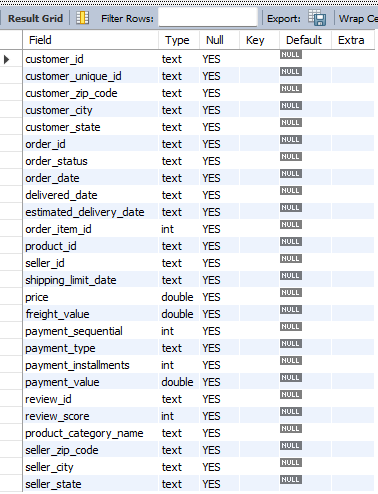 Result Grid Filter Rows: Export: Wrap Ce
Field Type Null Key Default Extra
customer_id text YES NULL
customer_unique_id text YES NULL
customer_zip_code text YES NULL
customer_city text YES NULL
customer_state text YES NULL
order_id text YES NULL
order_status text YES NULL
order_date text YES NULL
delivered_date text YES NULL
estimated_delivery_date text YES NULL
order_item_id int YES NULL
product_id text YES NULL
seller_id text YES NULL
shipping_limit_date text YES NULL
price double YES NULL
freight_value double YES NULL
payment_sequential int YES NULL
payment_type text YES NULL
payment_installments int YES NULL
payment_value double YES NULL
review_id text YES NULL
review_score int YES NULL
product_category_name text YES NULL
seller_zip_code text YES NULL
seller_city text YES NULL
seller_state text YES NULL